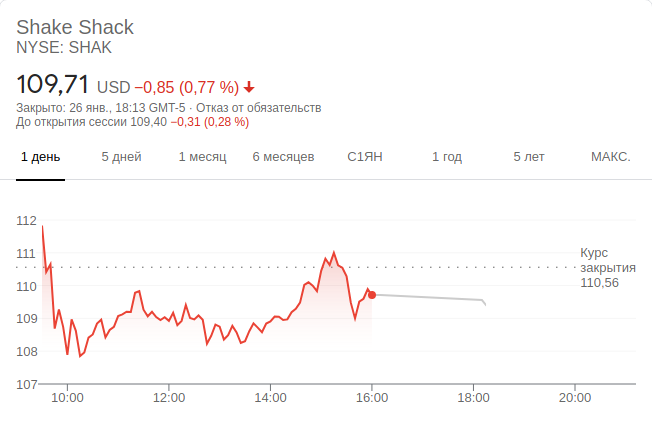 Shake Shack
NYSE: SHAK
109,71 USD −0,85 (0,77 %)
Закрыто: 26 янв., 18:13 GMT-5 · Отказ от обязательств
До открытия сессии 109,40 −0,31 (0,28 %)
1 день 5 дней 1 месяц 6 месяцев С1ЯН 1 год 5 лет МАКС.
112
111
110
109
108
107
Курс
закрытия
110,56
10:00 12:00 14:00 16:00 18:00 20:00